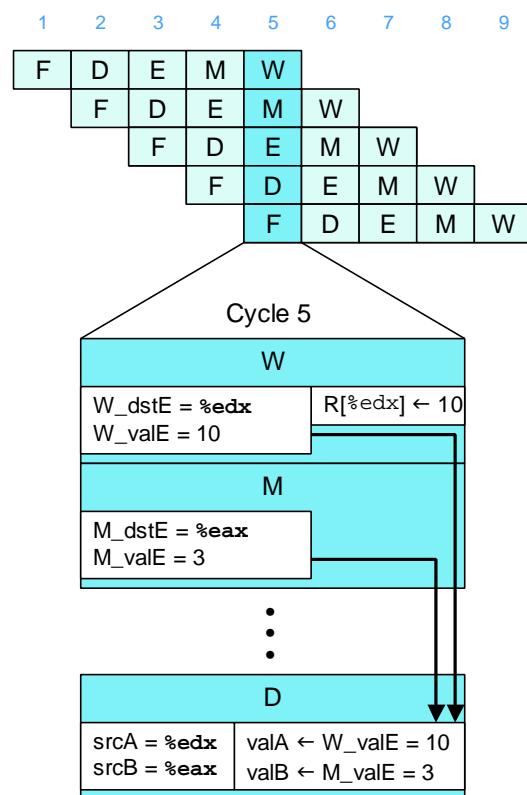 1 2 3 4 5 6 7 8 9
F D E M W
F D E M W
F D E M W
F D E M W
F D E M W
Cycle 5
W
W_dstE = %edx
W_valE = 10
R[%edx] ← 10
M
M_dstE = %eax
M_valE = 3
D
srcA = %edx
srcB = %eax
valA ← W_valE = 10
valB ← M_valE = 3